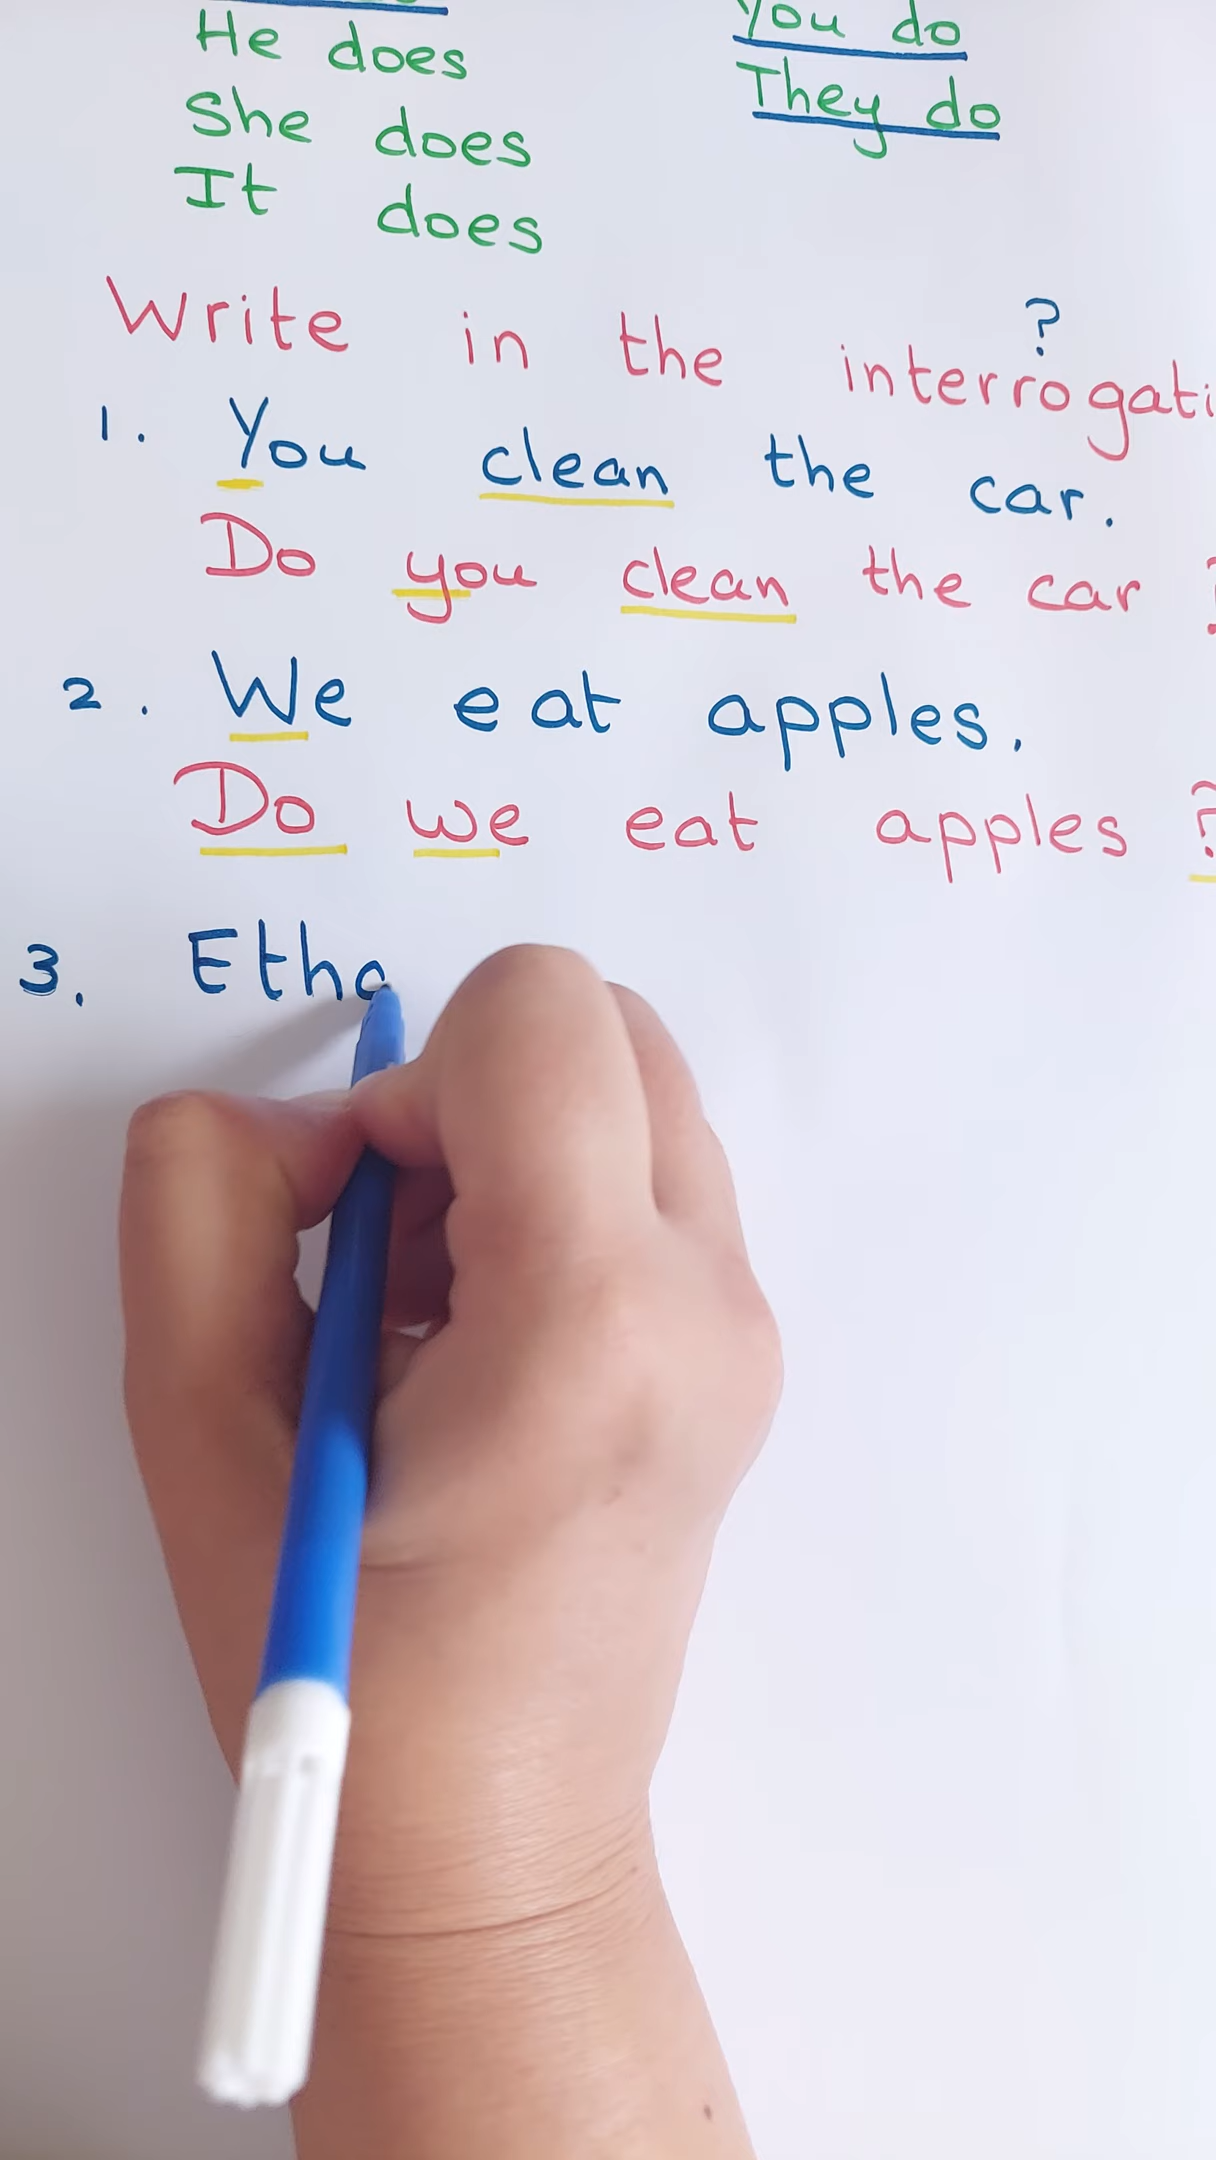 He does
She does
It does
You do
They do
Write in the interrogati
?
1. You clean the car.
Do you clean the car ?
2. We eat apples.
Do we eat apples ?
3. Etha